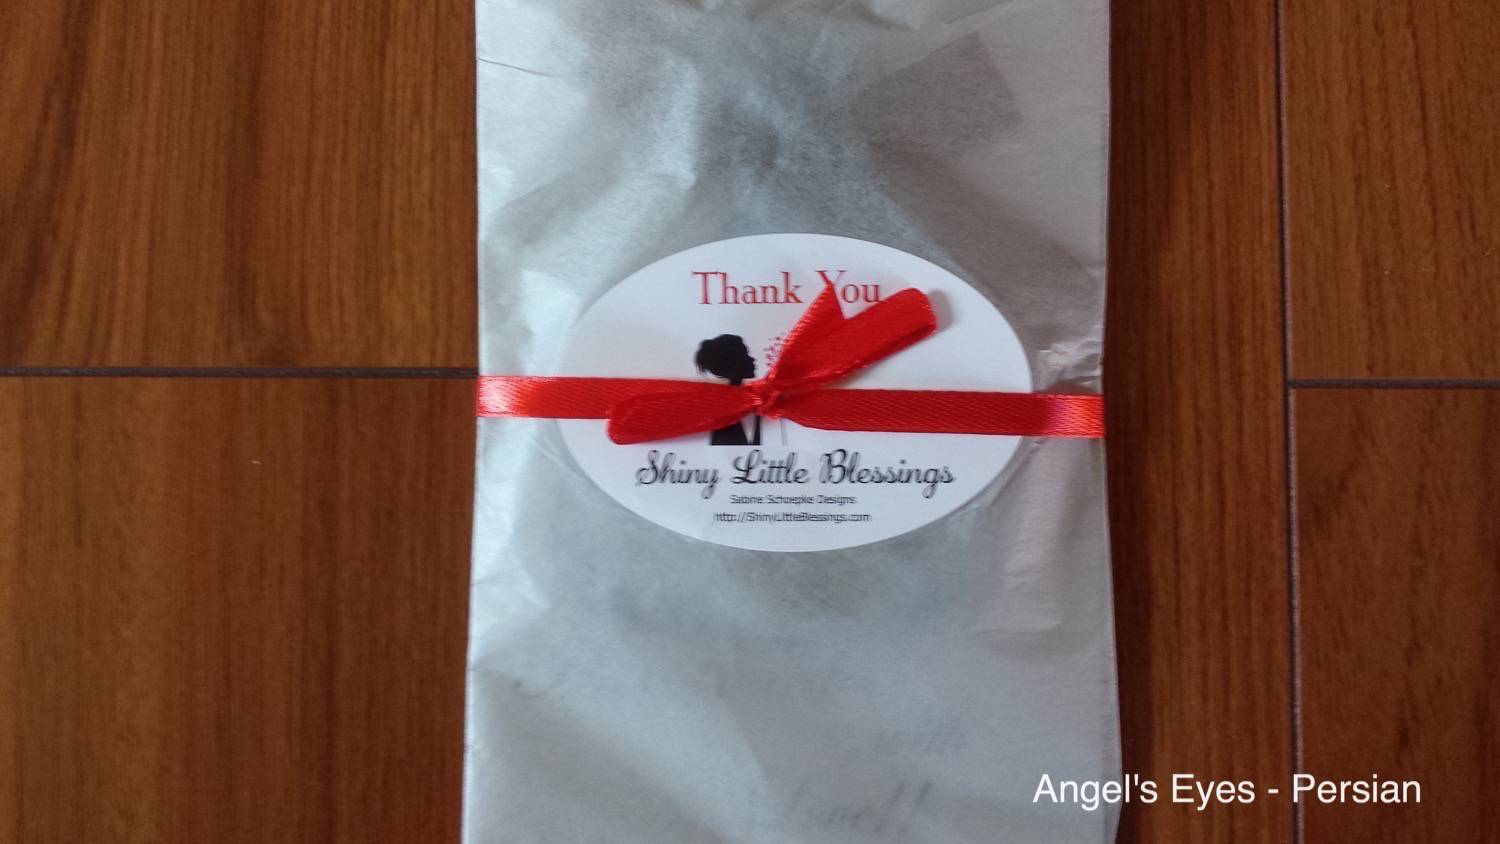 Thank You
Shiny Little Blessings
Sabine Schoepke Designs
http://ShinyLittleBlessings.com
Angel's Eyes - Persian